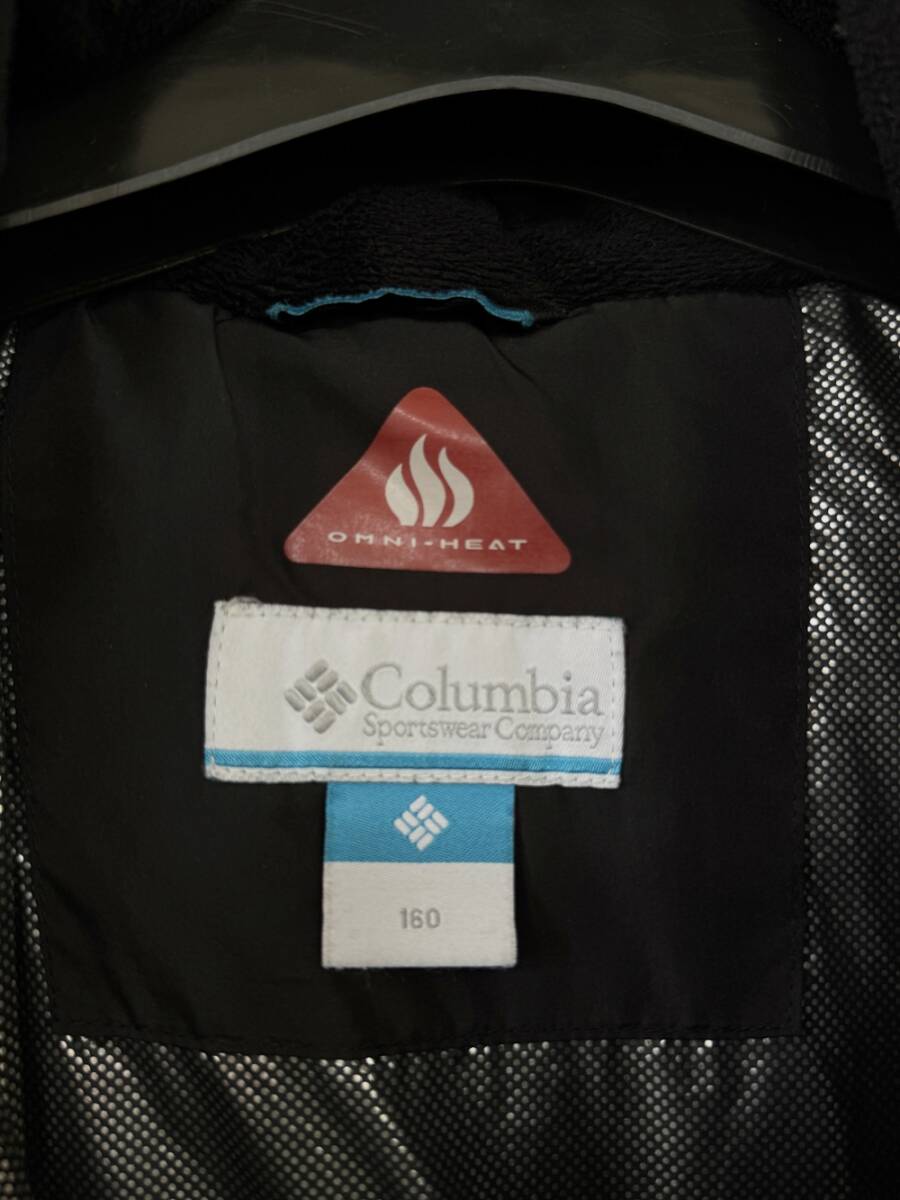 OMNI-HEAT
Columbia
Sportswear Company
160